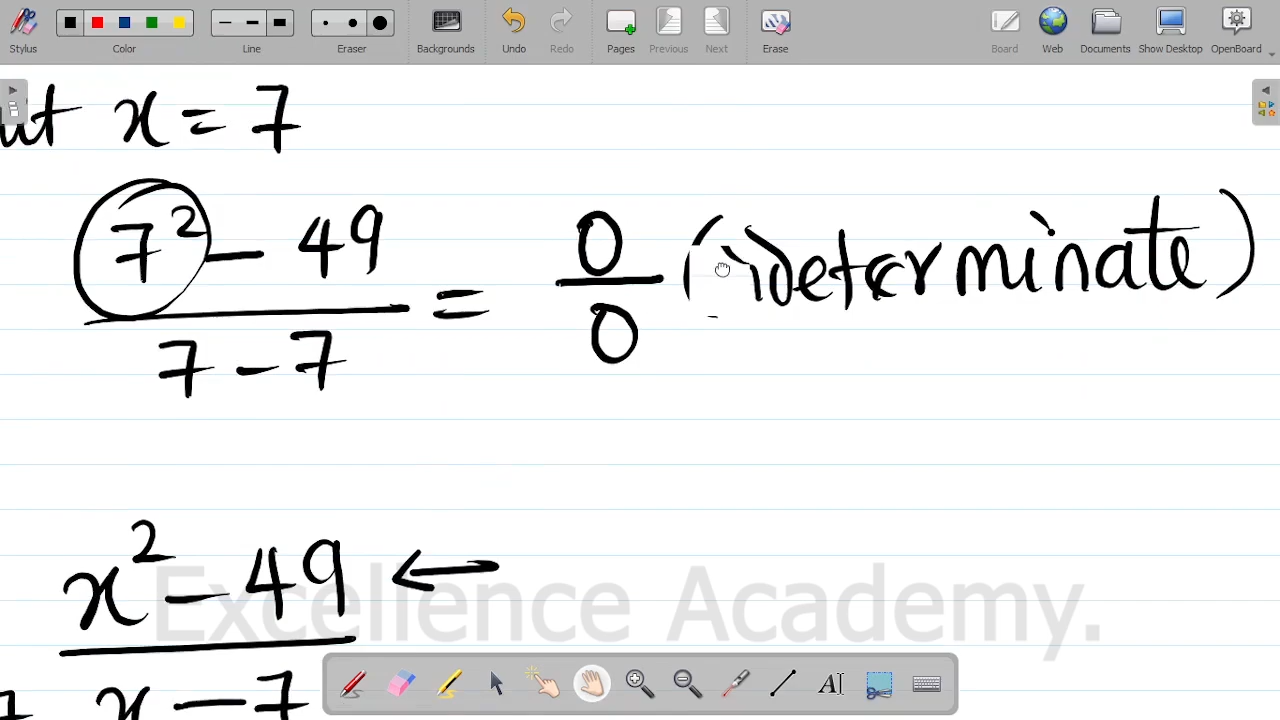 Stylus Color Line Eraser Backgrounds Undo Redo Pages Previous Next Erase Board Web Documents Show Desktop OpenBoard
x = 7
7² - 49 / 7 - 7 = 0 / 0 (indeterminate)
x² - 49 ←
x - 7
Excellence Academy.